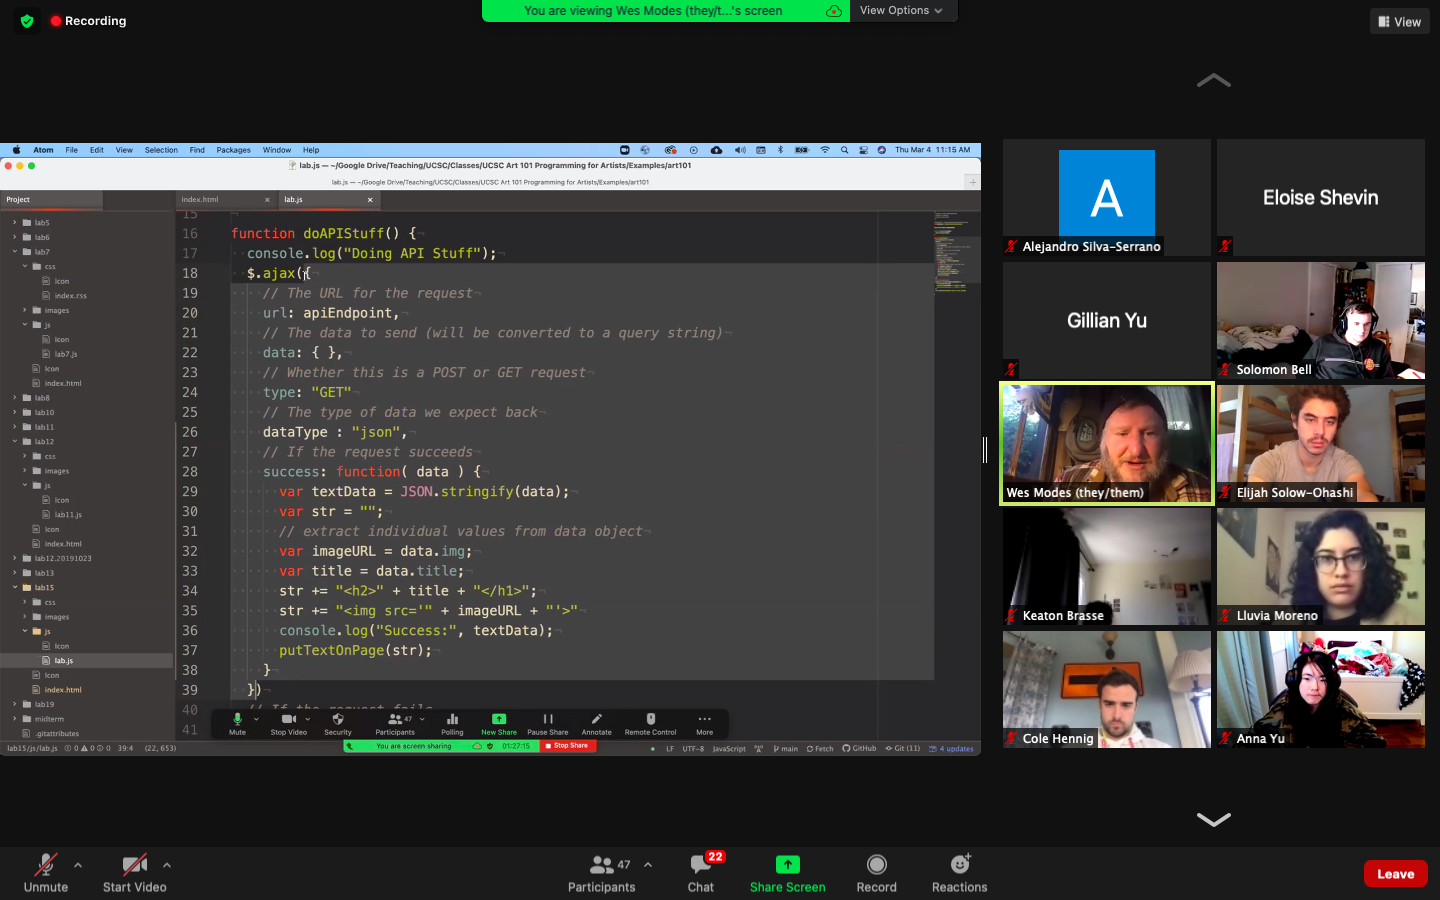 Recording
You are viewing Wes Modes (they/t...'s screen
View Options
View
Atom File Edit View Selection Find Packages Window Help
Thu Mar 4 11:15 AM
lab.js — ~/Google Drive/Teaching/UCSC/Classes/UCSC Art 101 Programming for Artists/Examples/art101
lab.js — ~/Google Drive/Teaching/UCSC/Classes/UCSC Art 101 Programming for Artists/Examples/art101
Project
index.html
lab.js
lab5
lab6
lab7
css
Icon
index.css
images
js
Icon
lab7.js
Icon
index.html
lab8
lab10
lab11
lab12
css
images
js
Icon
lab11.js
Icon
index.html
lab12.20191023
lab13
lab15
css
images
js
Icon
lab.js
Icon
index.html
lab19
midterm
.gitattributes
15
16 function doAPIStuff() {
17 console.log("Doing API Stuff");
18 $.ajax({
19 // The URL for the request
20 url: apiEndpoint,
21 // The data to send (will be converted to a query string)
22 data: { },
23 // Whether this is a POST or GET request
24 type: "GET"
25 // The type of data we expect back
26 dataType : "json",
27 // If the request succeeds
28 success: function( data ) {
29 var textData = JSON.stringify(data);
30 var str = "";
31 // extract individual values from data object
32 var imageURL = data.img;
33 var title = data.title;
34 str += "<h2>" + title + "</h1>";
35 str += "<img src='" + imageURL + "'>"
36 console.log("Success:", textData);
37 putTextOnPage(str);
38 }
39 })
40 // If the request fails
41
Mute
Stop Video
Security
47
Participants
Polling
New Share
Pause Share
Annotate
Remote Control
More
You are screen sharing
01:27:15
Stop Share
lab15/js/lab.js 0 0 0 39:4 (22, 653)
LF UTF-8 JavaScript main Fetch GitHub Git (11) 4 updates
A
Alejandro Silva-Serrano
Eloise Shevin
Gillian Yu
Solomon Bell
Wes Modes (they/them)
Elijah Solow-Ohashi
Keaton Brasse
Lluvia Moreno
Cole Hennig
Anna Yu
Unmute
Start Video
47
Participants
22
Chat
Share Screen
Record
Reactions
Leave